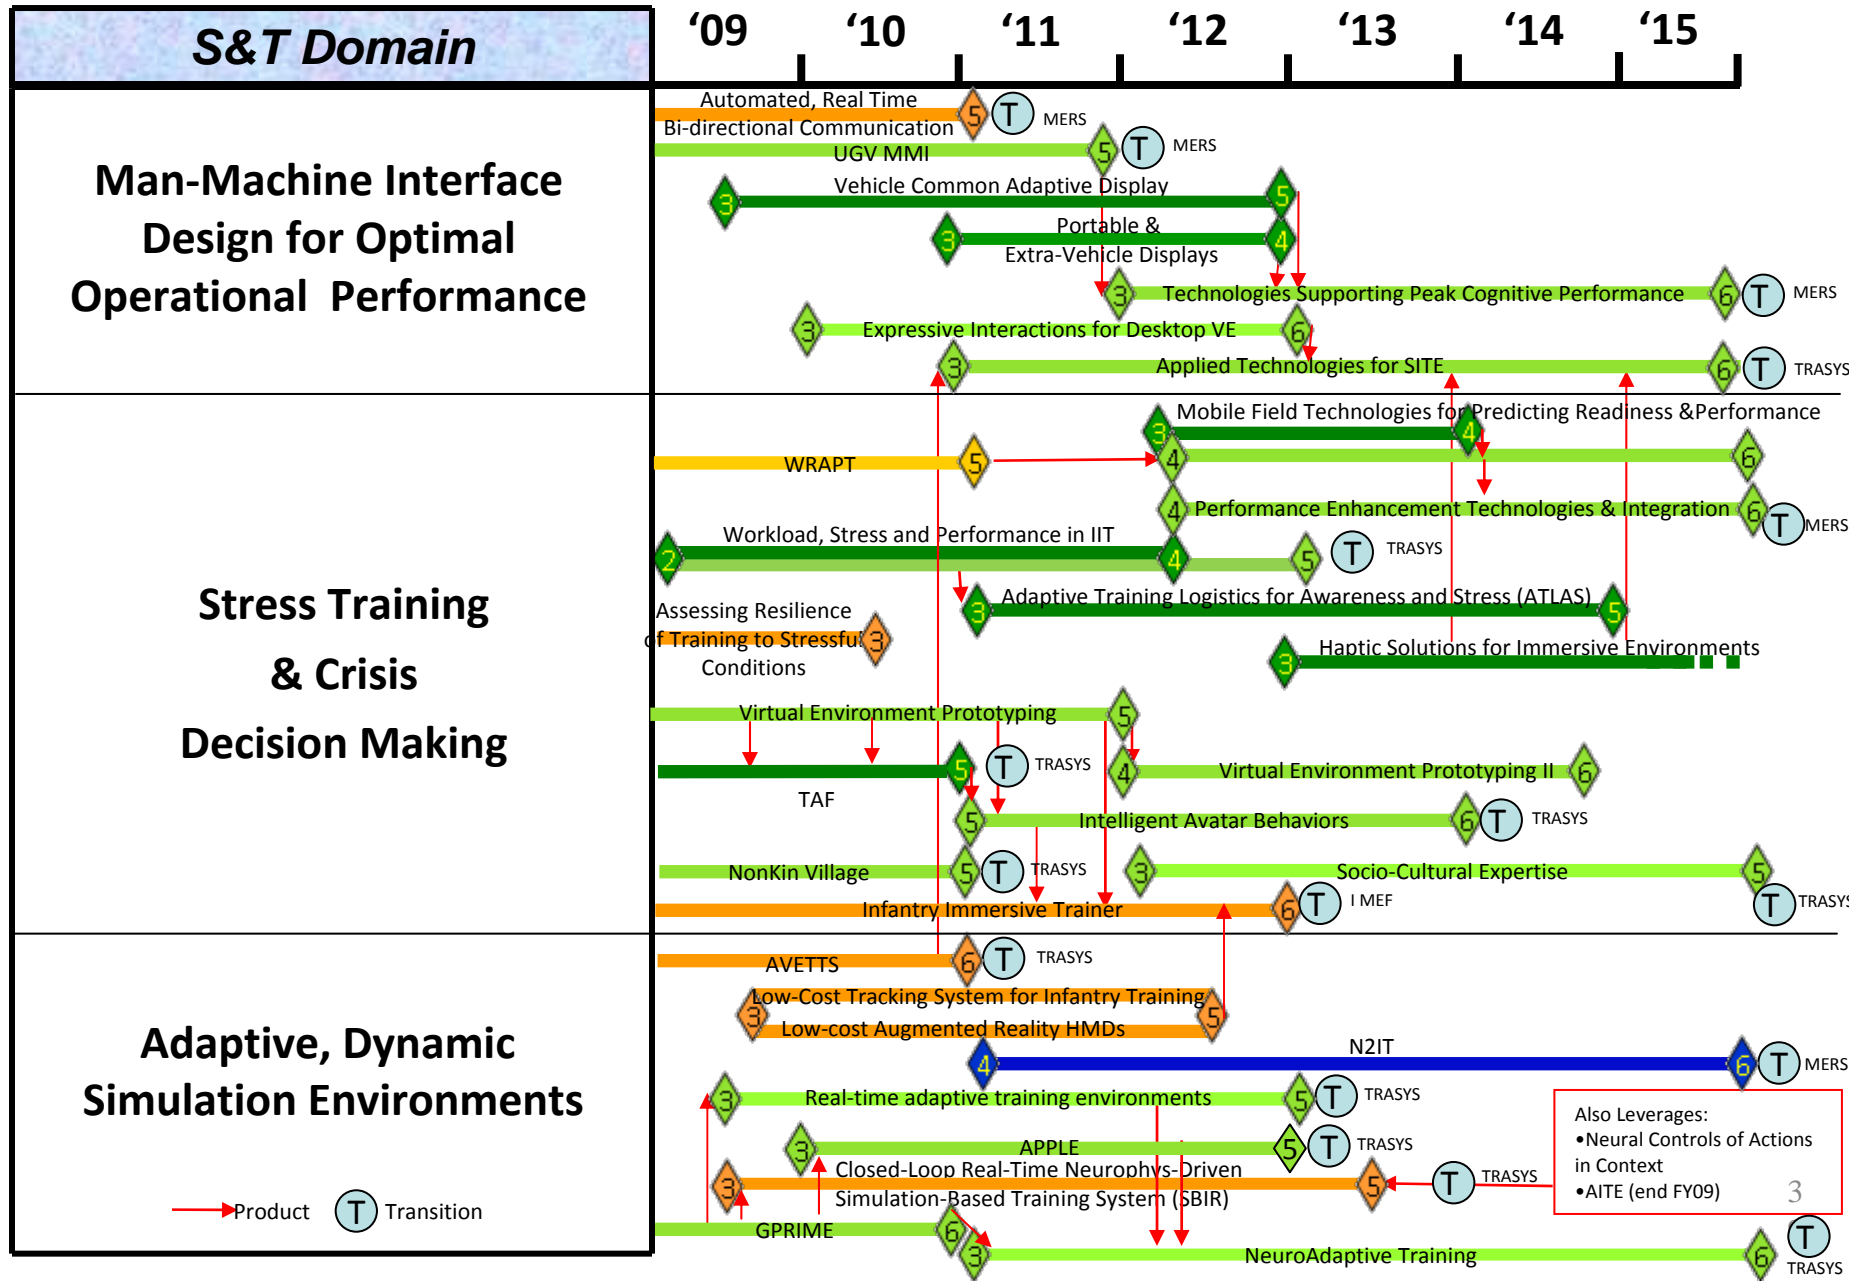 S&T Domain
‘09 ‘10 ‘11 ‘12 ‘13 ‘14 ‘15
Man-Machine Interface
Design for Optimal
Operational Performance
Automated, Real Time
Bi-directional Communication
5 T MERS
UGV MMI
5 T MERS
Vehicle Common Adaptive Display
3 5
Portable &
Extra-Vehicle Displays
3 4
3 Technologies Supporting Peak Cognitive Performance 6 T MERS
3 Expressive Interactions for Desktop VE 6
3 Applied Technologies for SITE 6 T TRASYS
Stress Training
& Crisis
Decision Making
Mobile Field Technologies for Predicting Readiness &Performance
3 4
WRAPT 5 4 6
4 Performance Enhancement Technologies & Integration 6 T MERS
Workload, Stress and Performance in IIT
2 4 5 T TRASYS
Adaptive Training Logistics for Awareness and Stress (ATLAS)
3 5
Assessing Resilience
of Training to Stressful
Conditions
3
Haptic Solutions for Immersive Environments
3
Virtual Environment Prototyping 5
TAF
5 T TRASYS
4 Virtual Environment Prototyping II 6
5 Intelligent Avatar Behaviors 6 T TRASYS
NonKin Village 5 T TRASYS
3 Socio-Cultural Expertise 5 T TRASYS
Infantry Immersive Trainer 6 T I MEF
Adaptive, Dynamic
Simulation Environments
AVETTS 6 T TRASYS
Low-Cost Tracking System for Infantry Training
3 5
Low-cost Augmented Reality HMDs
N2IT
4 6 T MERS
3 Real-time adaptive training environments 5 T TRASYS
3 APPLE 5 T TRASYS
Closed-Loop Real-Time Neurophys-Driven
Simulation-Based Training System (SBIR)
3 5 T TRASYS
Also Leverages:
•Neural Controls of Actions
in Context
•AITE (end FY09)
3
GPRIME 6
3 NeuroAdaptive Training 6 T TRASYS
Product T Transition